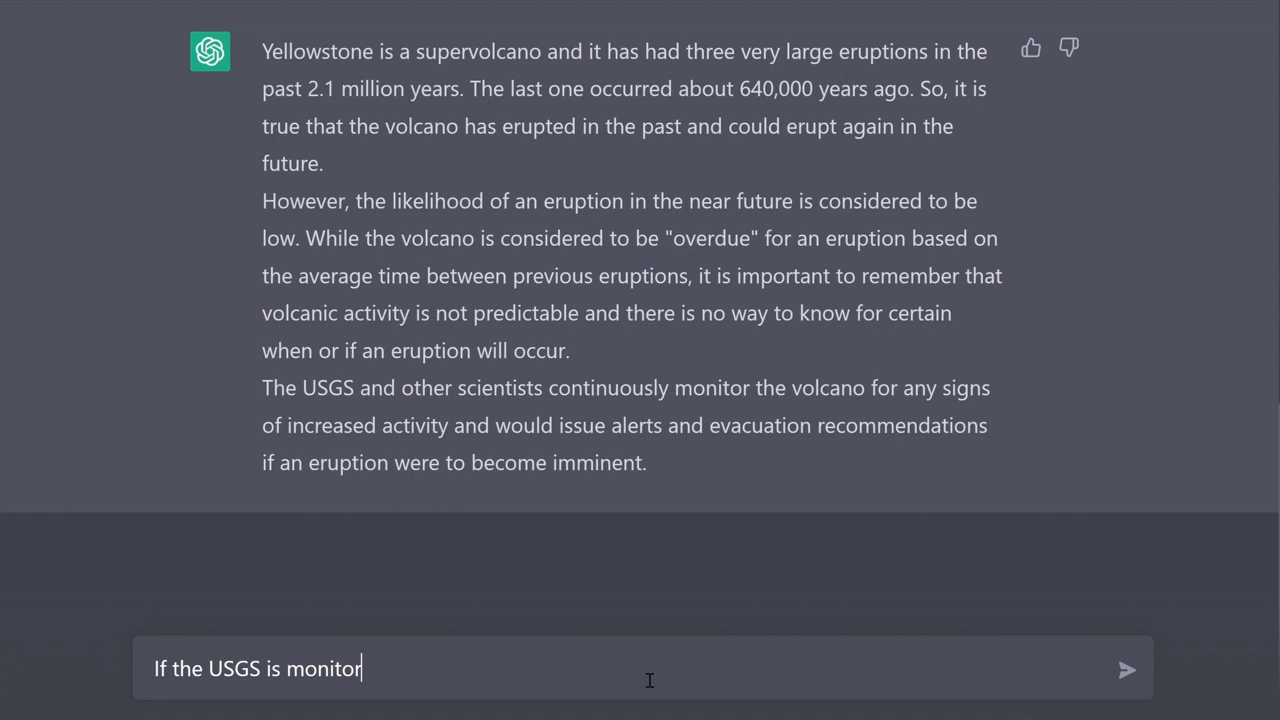 Yellowstone is a supervolcano and it has had three very large eruptions in the
past 2.1 million years. The last one occurred about 640,000 years ago. So, it is
true that the volcano has erupted in the past and could erupt again in the
future.
However, the likelihood of an eruption in the near future is considered to be
low. While the volcano is considered to be "overdue" for an eruption based on
the average time between previous eruptions, it is important to remember that
volcanic activity is not predictable and there is no way to know for certain
when or if an eruption will occur.
The USGS and other scientists continuously monitor the volcano for any signs
of increased activity and would issue alerts and evacuation recommendations
if an eruption were to become imminent.
If the USGS is monitor